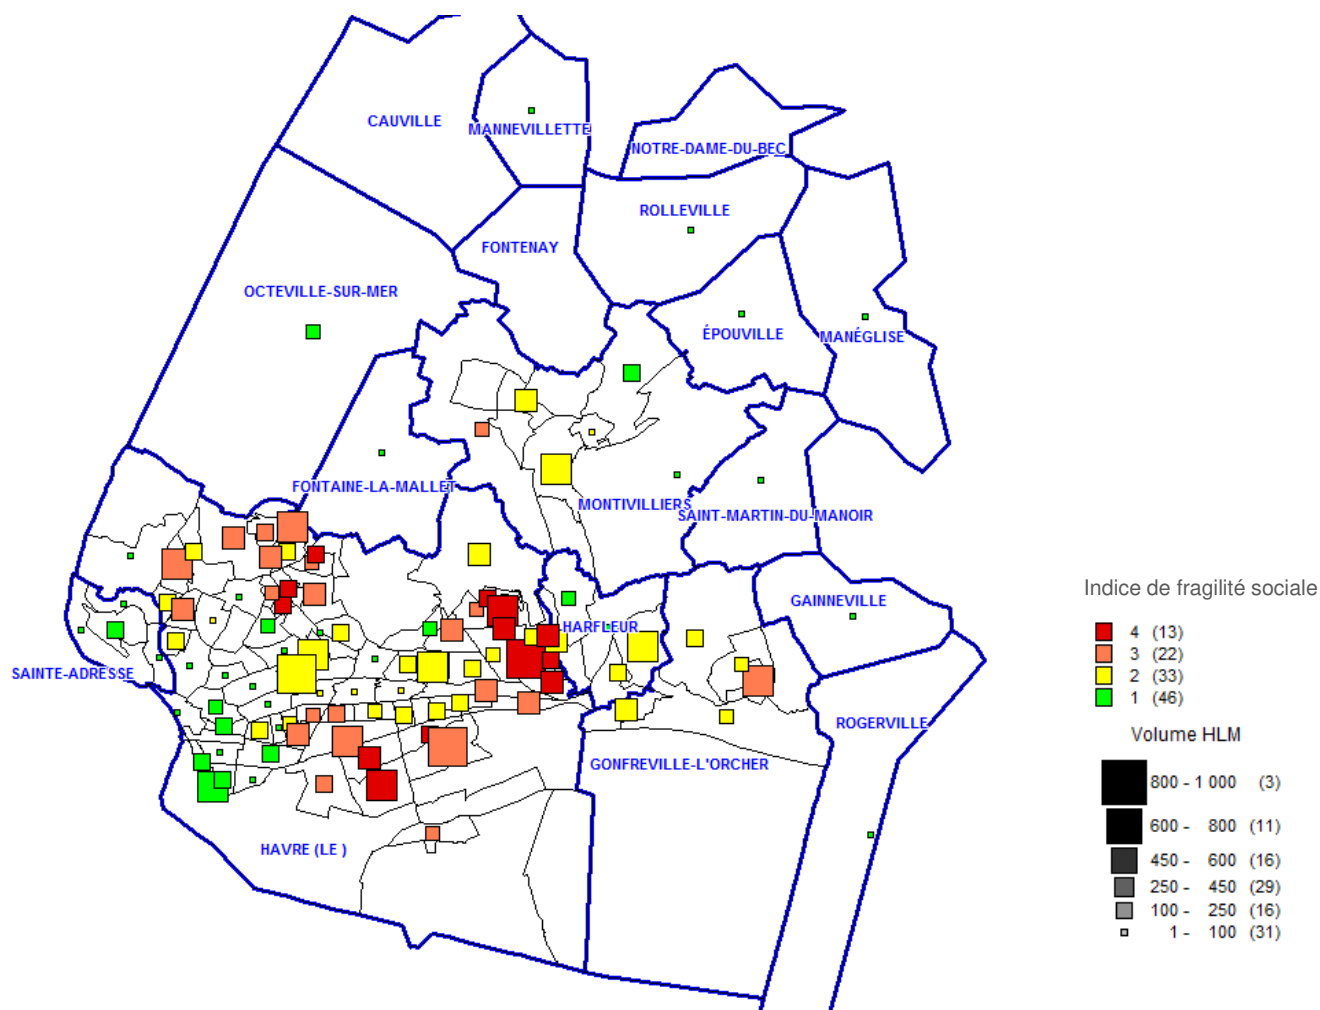 CAUVILLE
MANNEVILLETTE
NOTRE-DAME-DU-BEC
ROLLEVILLE
FONTENAY
OCTEVILLE-SUR-MER
ÉPOUVILLE
MANÉGLISE
FONTAINE-LA-MALLET
MONTIVILLIERS
SAINT-MARTIN-DU-MANOIR
GAINNEVILLE
HARFLEUR
SAINTE-ADRESSE
ROGERVILLE
GONFREVILLE-L'ORCHER
HAVRE (LE )
Indice de fragilité sociale
4 (13)
3 (22)
2 (33)
1 (46)
Volume HLM
800 - 1 000 (3)
600 - 800 (11)
450 - 600 (16)
250 - 450 (29)
100 - 250 (16)
1 - 100 (31)